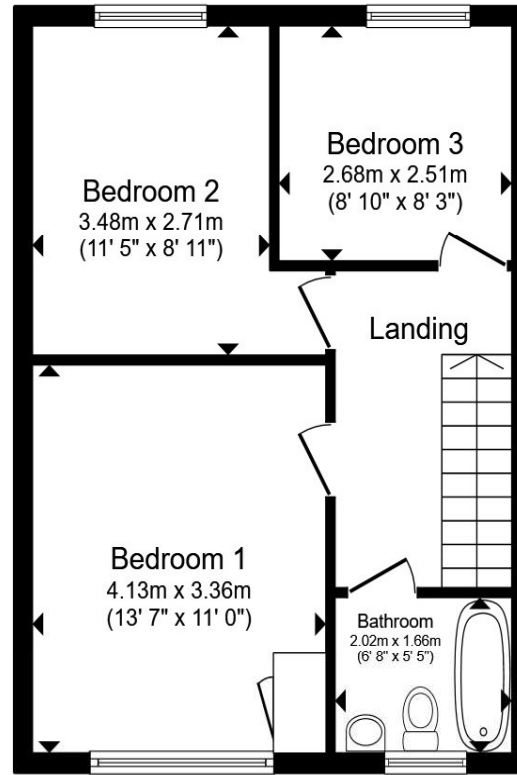 Bedroom 2
3.48m x 2.71m
(11' 5" x 8' 11")
Bedroom 3
2.68m x 2.51m
(8' 10" x 8' 3")
Landing
Bedroom 1
4.13m x 3.36m
(13' 7" x 11' 0")
Bathroom
2.02m x 1.66m
(6' 8" x 5' 5")